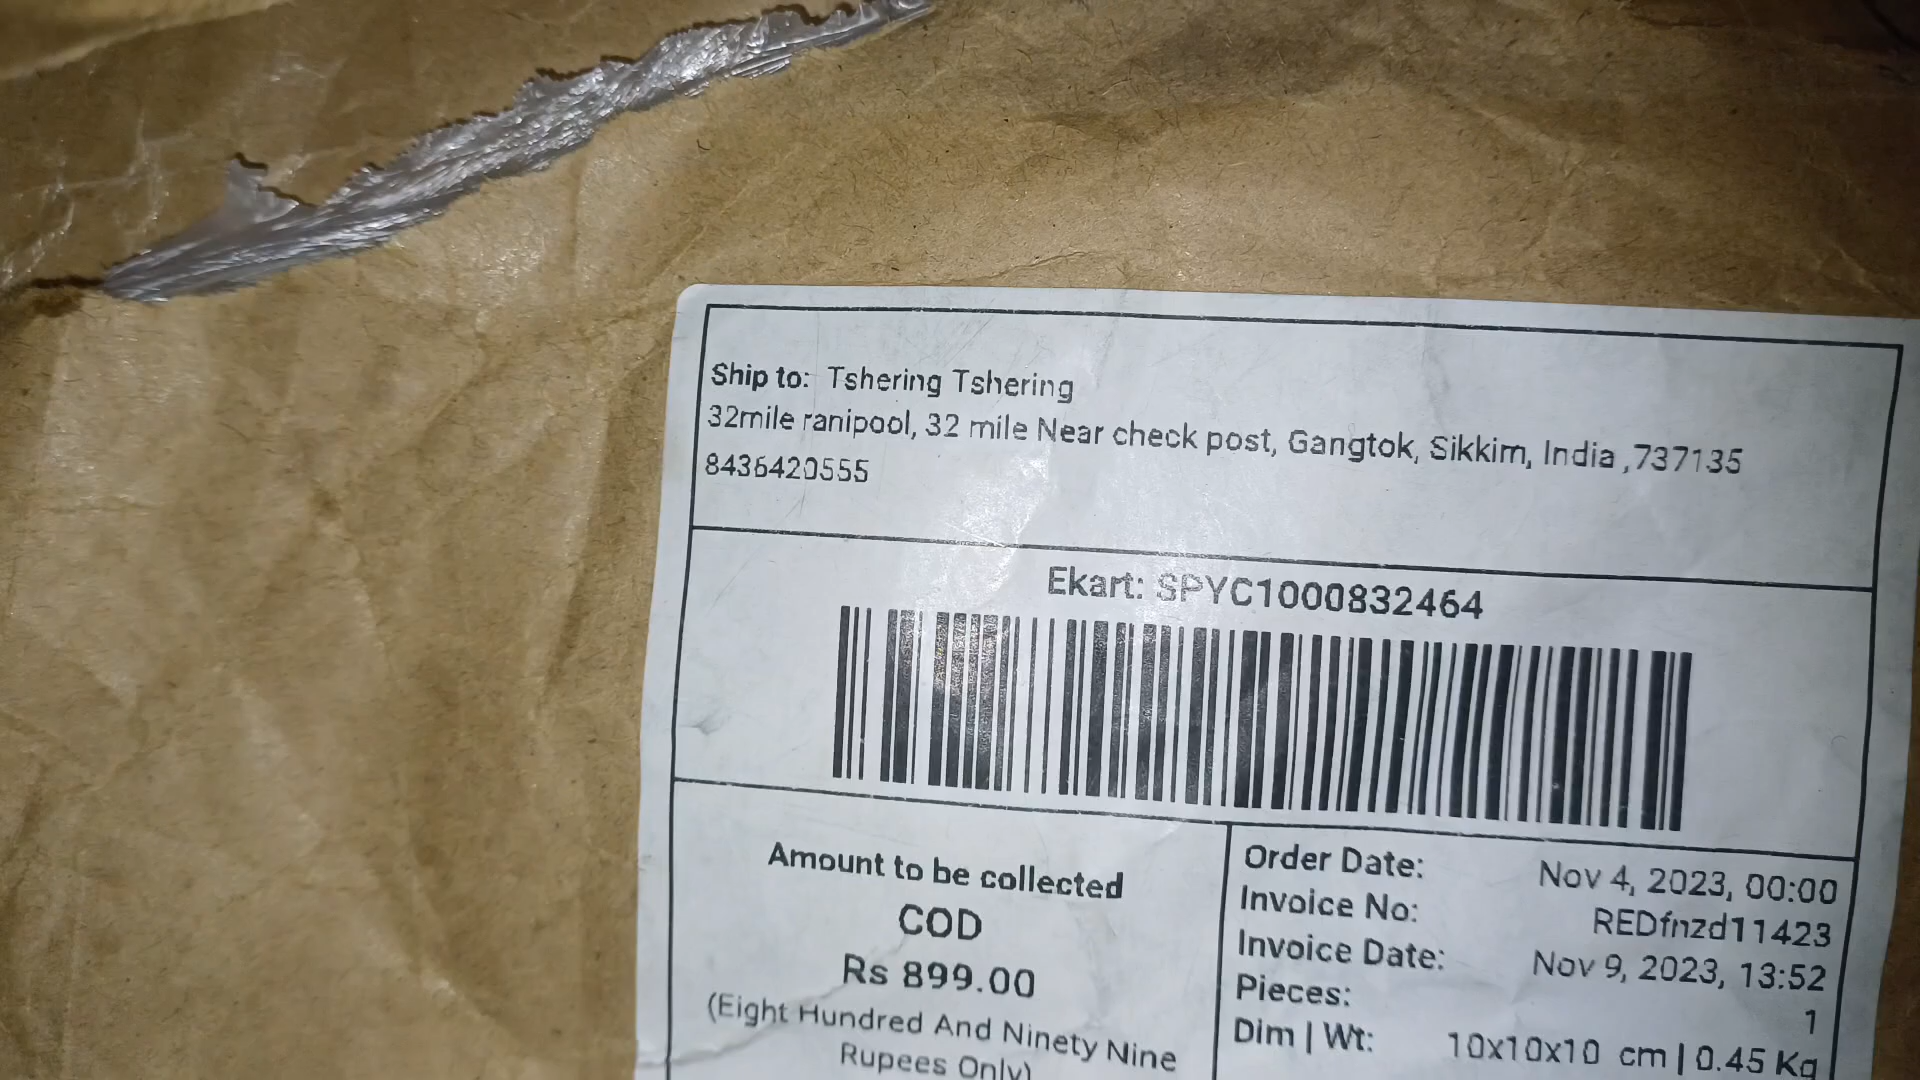 Ship to: Tshering Tshering
32mile ranipool, 32 mile Near check post, Gangtok, Sikkim, India ,737135
8436420555
Ekart: SPYC1000832464
Amount to be collected
COD
Rs 899.00
(Eight Hundred And Ninety Nine
Rupees Only)
Order Date: Nov 4, 2023, 00:00
Invoice No: REDfnzd11423
Invoice Date: Nov 9, 2023, 13:52
Pieces: 1
Dim | Wt: 10x10x10 cm | 0.45 Kg